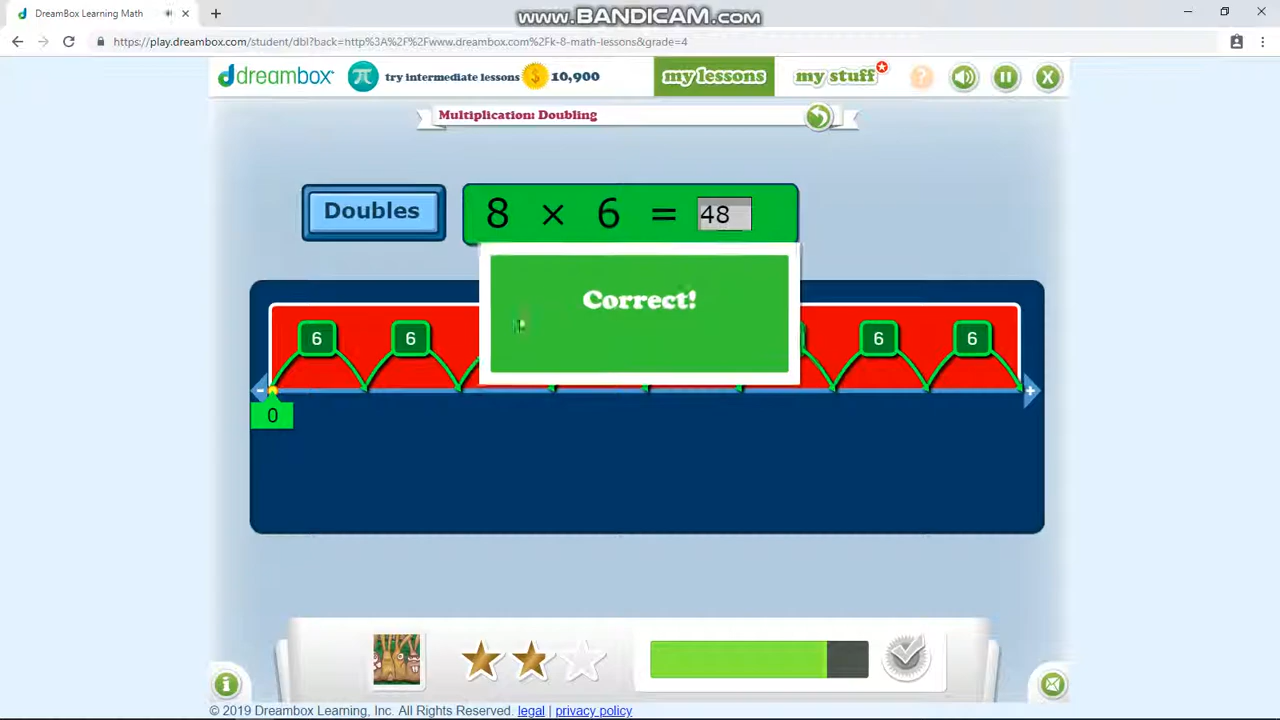 DreamBox Learning Math
www.BANDICAM.com
https://play.dreambox.com/student/dbl?back=http%3A%2F%2Fwww.dreambox.com%2Fk-8-math-lessons&grade=4
dreambox π try intermediate lessons $ 10,900 my lessons my stuff ? X
Multiplication: Doubling
Doubles 8 × 6 = 48
Correct!
6 6 6 6
- +
0
i
© 2019 Dreambox Learning, Inc. All Rights Reserved. legal | privacy policy